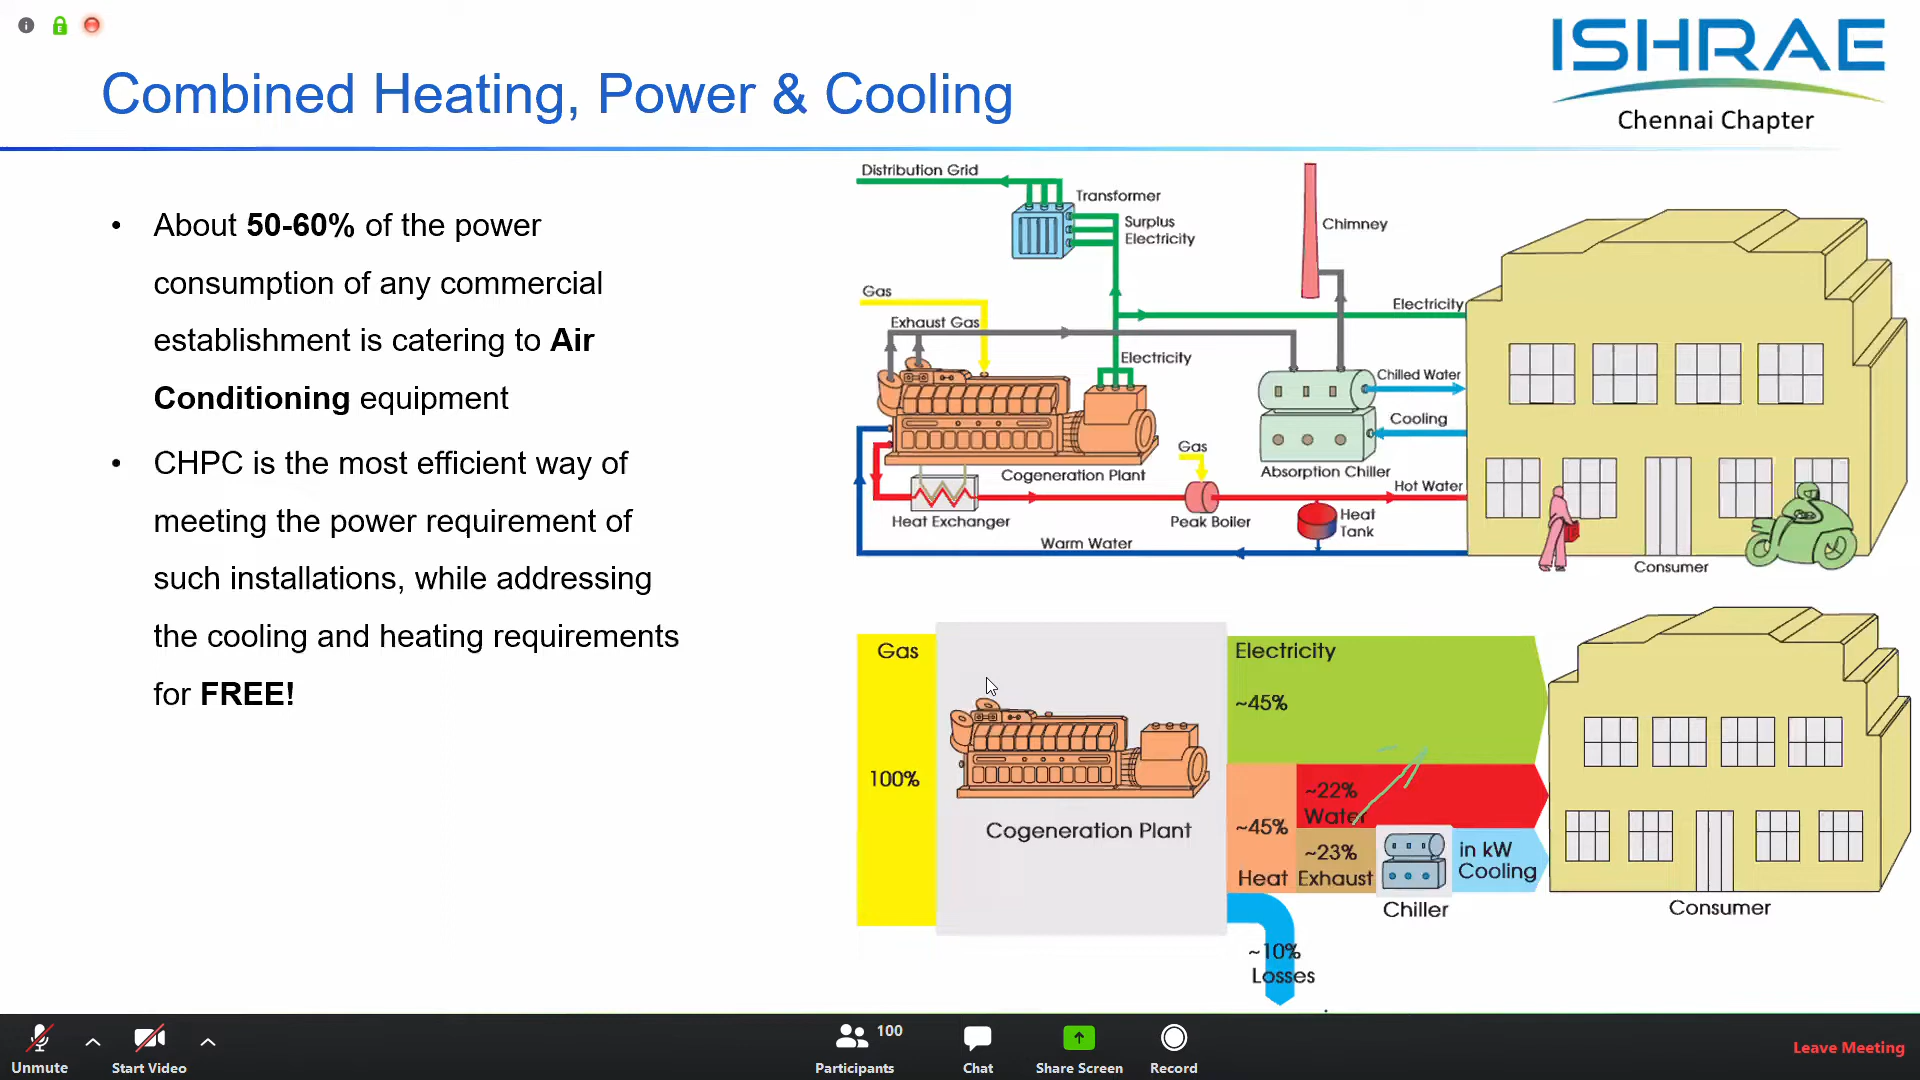 ISHRAE
Chennai Chapter
Combined Heating, Power & Cooling
• About 50-60% of the power
consumption of any commercial
establishment is catering to Air
Conditioning equipment
• CHPC is the most efficient way of
meeting the power requirement of
such installations, while addressing
the cooling and heating requirements
for FREE!
Distribution Grid
Transformer
Surplus
Electricity
Chimney
Gas
Exhaust Gas
Electricity
Electricity
Chilled Water
Cooling
Gas
Cogeneration Plant
Absorption Chiller
Hot Water
Heat Exchanger
Peak Boiler
Heat
Tank
Warm Water
Consumer
Gas
100%
Cogeneration Plant
Electricity
~45%
~22%
Water
~45%
Heat
~23%
Exhaust
in kW
Cooling
Chiller
Consumer
~10%
Losses
Unmute
Start Video
Participants
100
Chat
Share Screen
Record
Leave Meeting